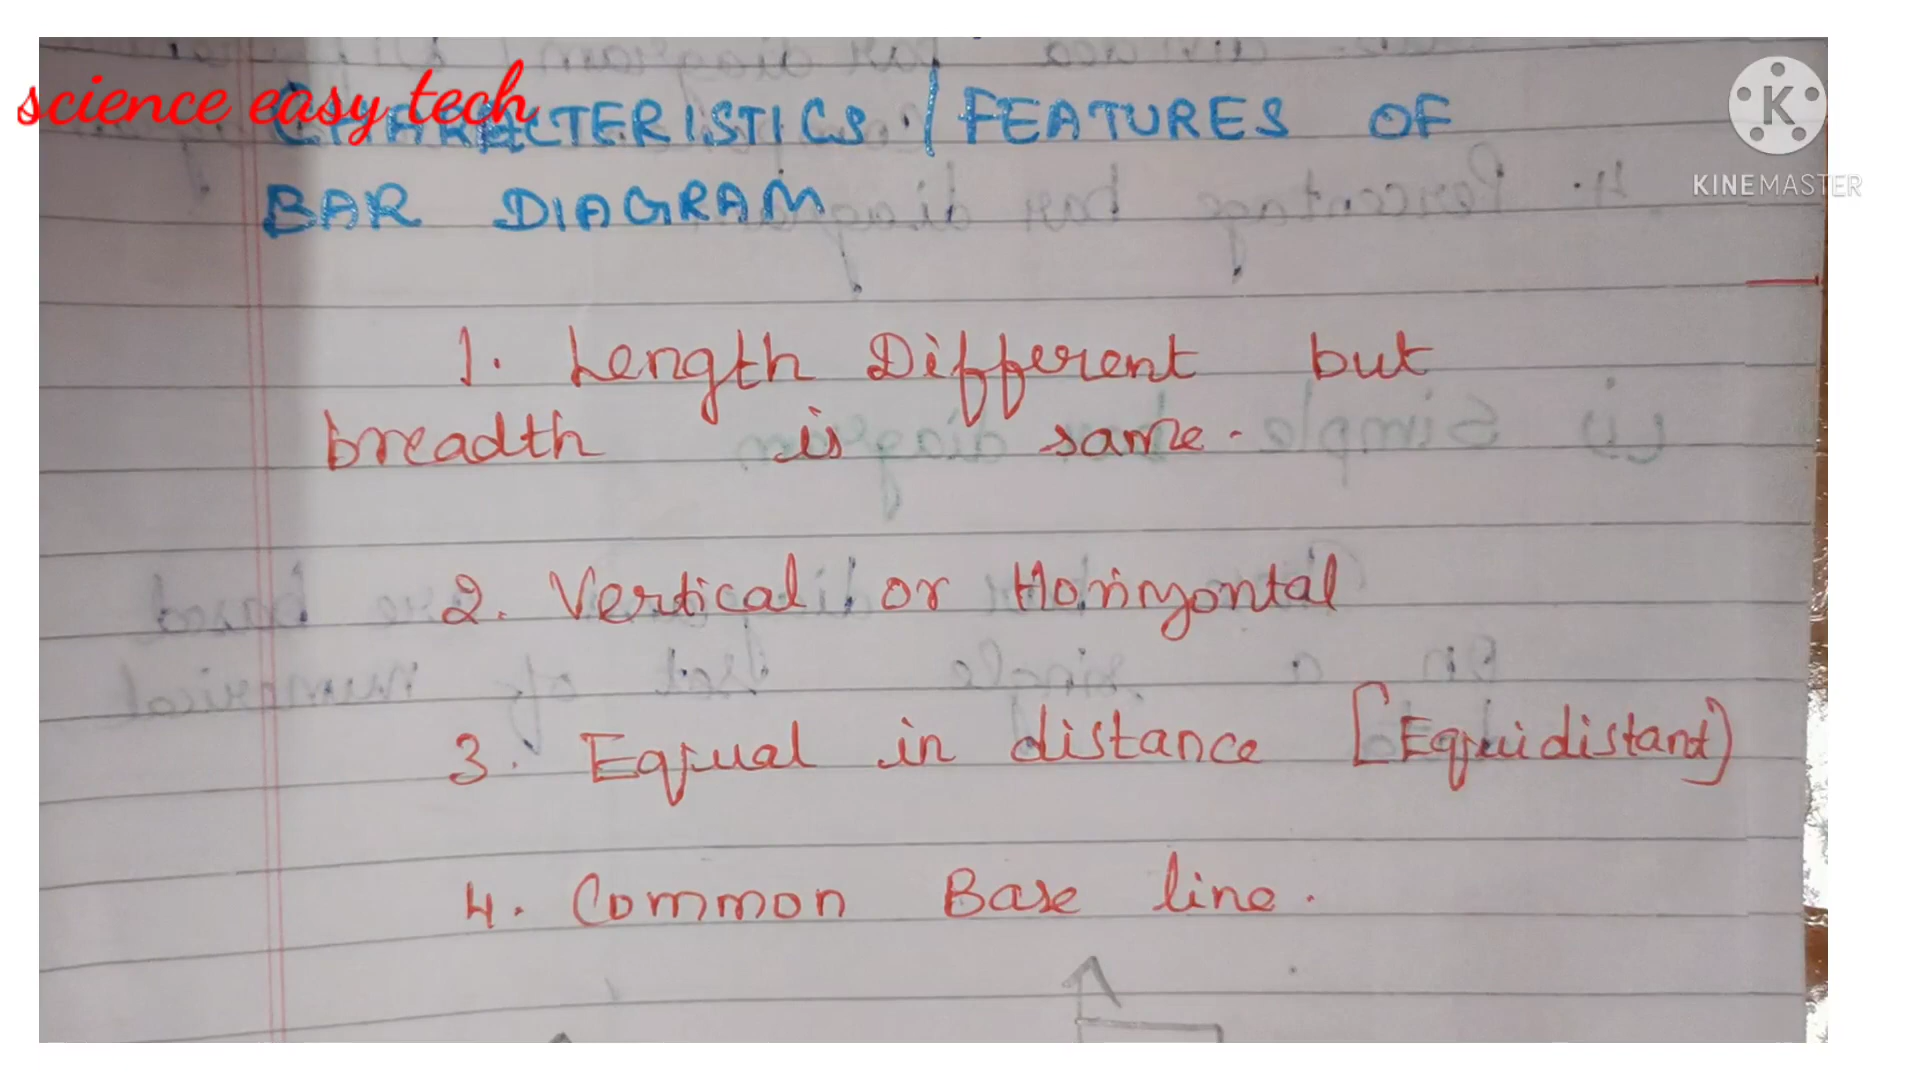 science easy tech
CHARACTERISTICS / FEATURES OF
BAR DIAGRAM
K
KINEMASTER
1. Length Different but
breadth is same.
2. Vertical or Horizontal
3. Equal in distance [Equidistant)
4. Common Base line.